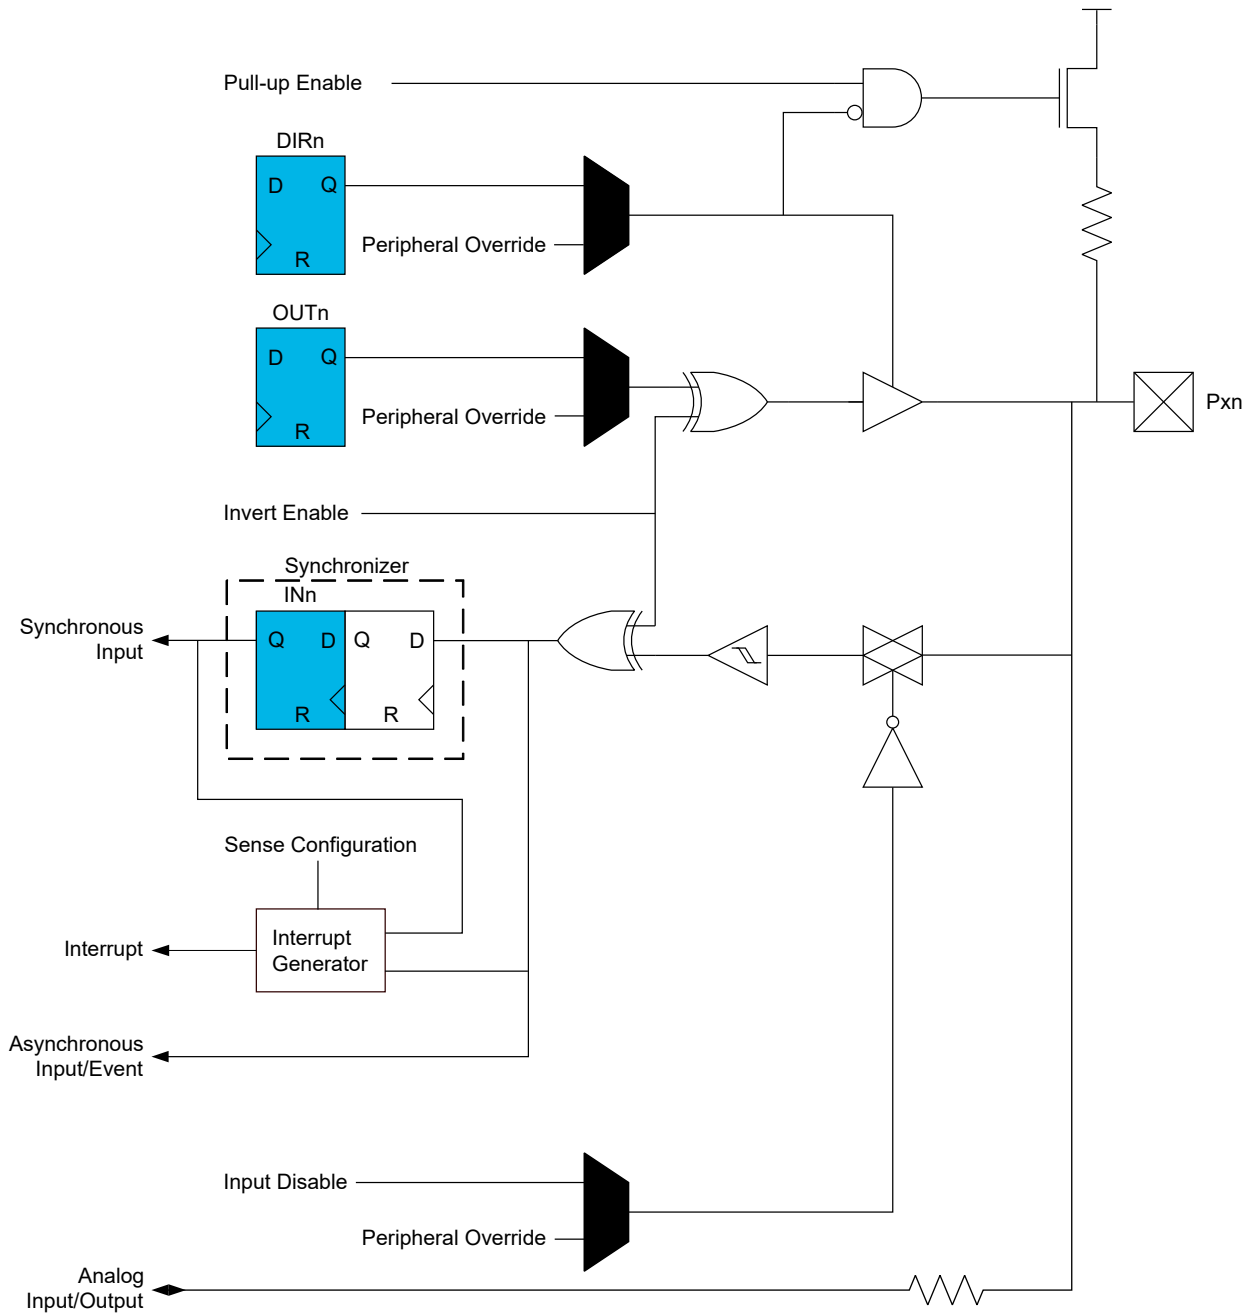 Pull-up Enable
DIRn
D Q
Peripheral Override
R
OUTn
D Q
Pxn
Peripheral Override
R
Invert Enable
Synchronizer
INn
Synchronous
Input
Q D Q D
R R
Sense Configuration
Interrupt
Interrupt
Generator
Asynchronous
Input/Event
Input Disable
Peripheral Override
Analog
Input/Output